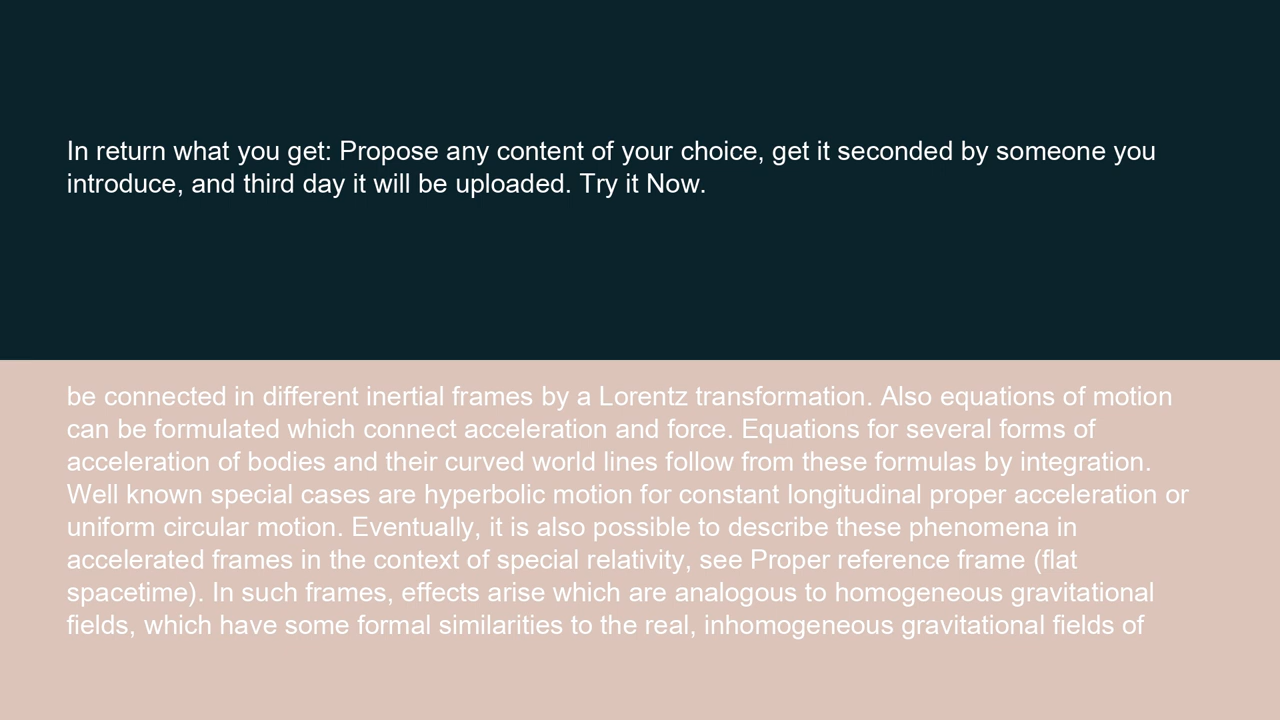 In return what you get: Propose any content of your choice, get it seconded by someone you
introduce, and third day it will be uploaded. Try it Now.
be connected in different inertial frames by a Lorentz transformation. Also equations of motion
can be formulated which connect acceleration and force. Equations for several forms of
acceleration of bodies and their curved world lines follow from these formulas by integration.
Well known special cases are hyperbolic motion for constant longitudinal proper acceleration or
uniform circular motion. Eventually, it is also possible to describe these phenomena in
accelerated frames in the context of special relativity, see Proper reference frame (flat
spacetime). In such frames, effects arise which are analogous to homogeneous gravitational
fields, which have some formal similarities to the real, inhomogeneous gravitational fields of